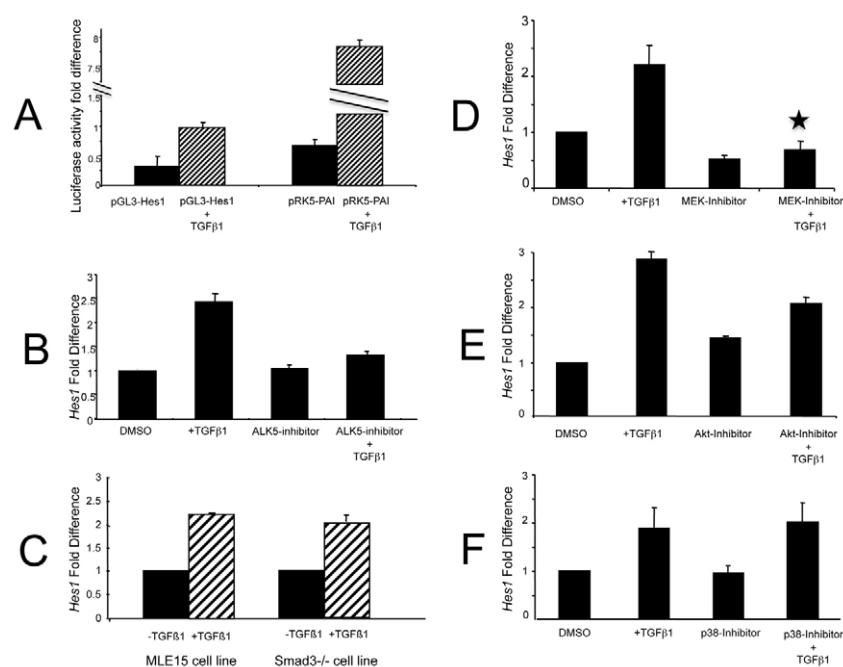 A
Luciferase activity fold difference
8
7.5
1.5
1
0.5
0
pGL3-Hes1
pGL3-Hes1
+
TGFβ1
pRK5-PAI
pRK5-PAI
+
TGFβ1
B
Hes1 Fold Difference
3
2.5
2
1.5
1
0.5
0
DMSO
+TGFβ1
ALK5-inhibitor
ALK5-inhibitor
+
TGFβ1
C
Hes1 Fold Difference
3
2.5
2
1.5
1
0.5
0
-TGFß1 +TGFß1
-TGFß1 +TGFß1
MLE15 cell line
Smad3-/- cell line
D
Hes1 Fold Difference
3
2
1
0
DMSO
+TGFβ1
MEK-Inhibitor
MEK-Inhibitor
+
TGFβ1
E
Hes1 Fold Difference
3
2
1
0
DMSO
+TGFβ1
Akt-Inhibitor
Akt-Inhibitor
+
TGFβ1
F
Hes1 Fold Difference
3
2
1
0
DMSO
+TGFβ1
p38-Inhibitor
p38-Inhibitor
+
TGFβ1